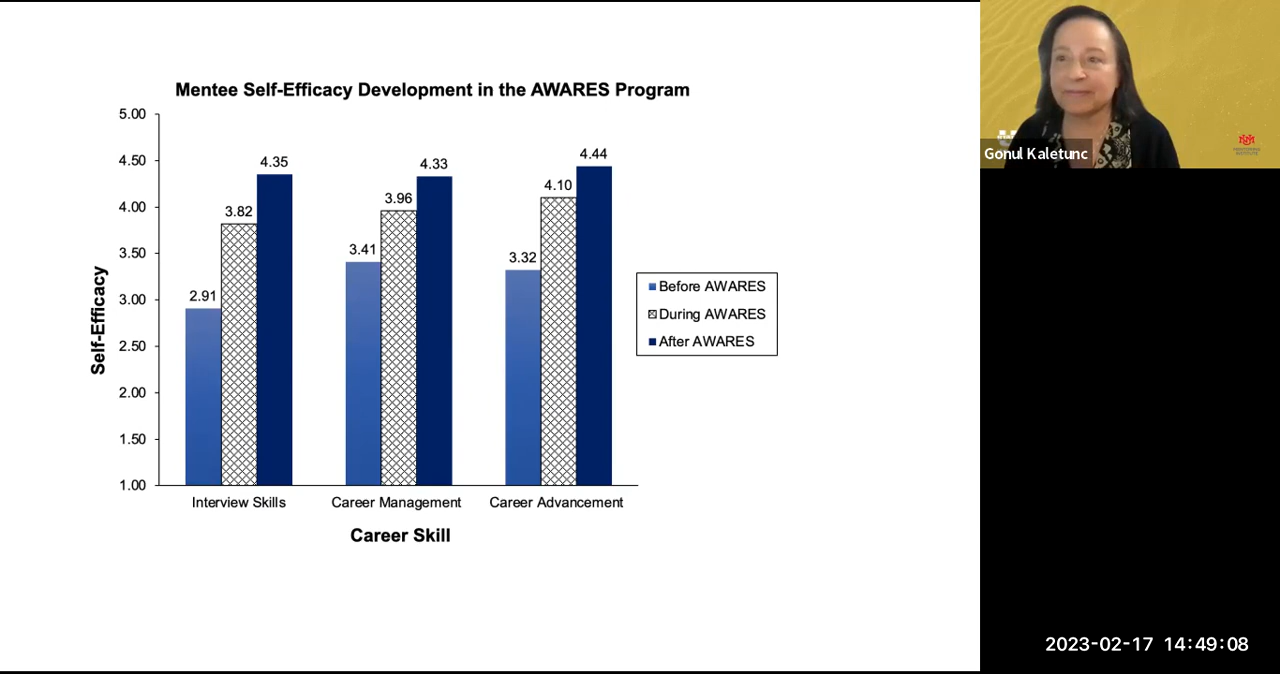 Mentee Self-Efficacy Development in the AWARES Program
5.00
4.50
4.00
3.50
3.00
2.50
2.00
1.50
1.00
Self-Efficacy
2.91
3.82
4.35
3.41
3.96
4.33
3.32
4.10
4.44
Interview Skills
Career Management
Career Advancement
Career Skill
Before AWARES
During AWARES
After AWARES
Gonul Kaletunc
2023-02-17 14:49:08